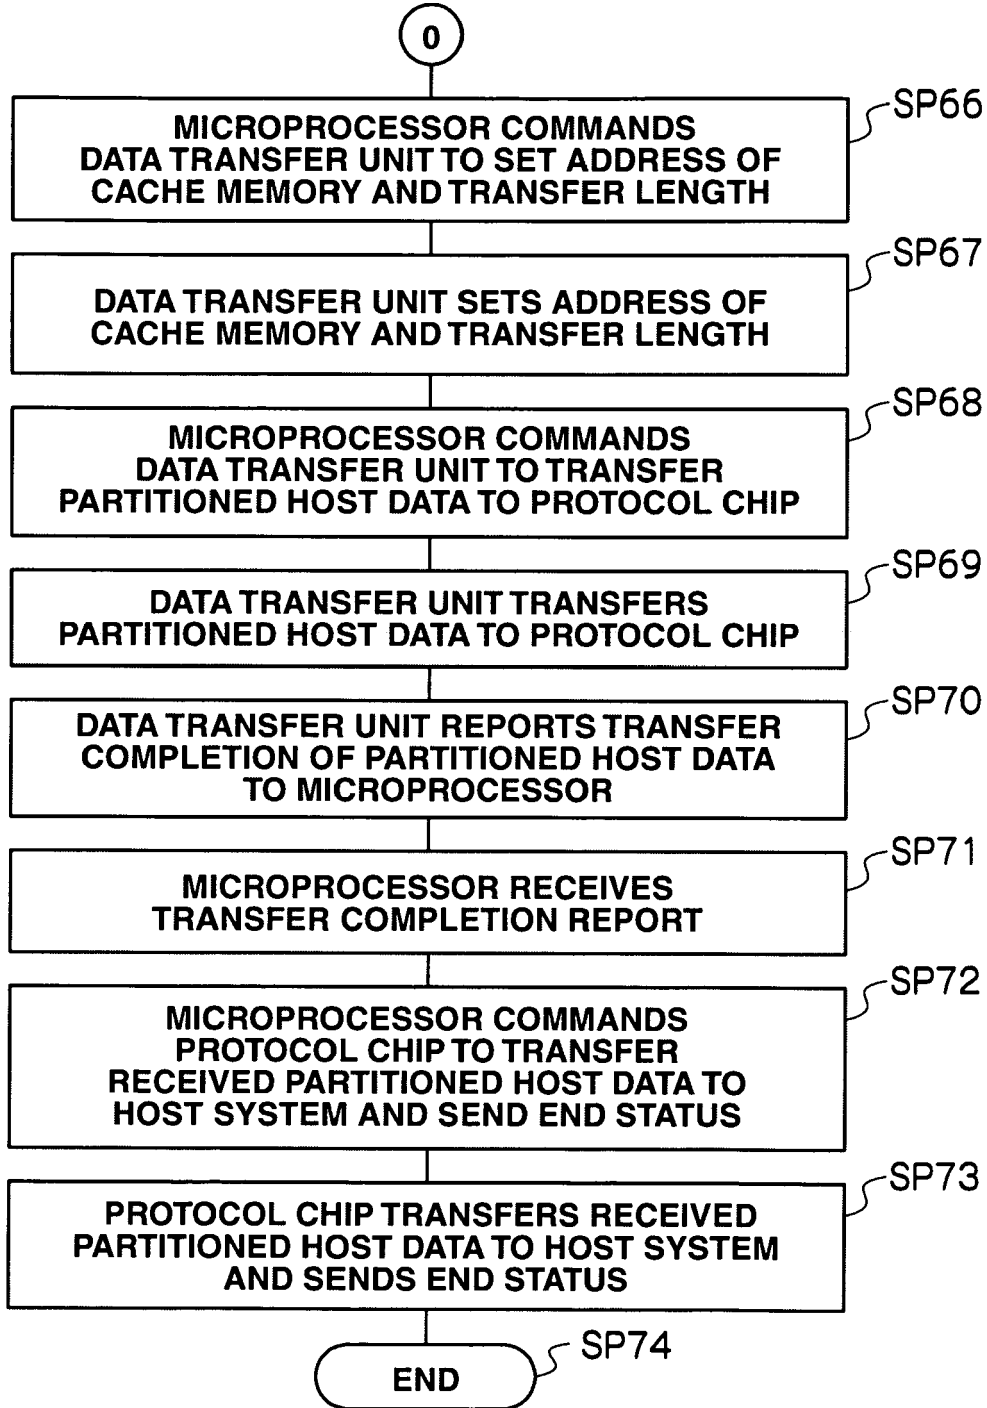 0
SP66
MICROPROCESSOR COMMANDS
DATA TRANSFER UNIT TO SET ADDRESS OF
CACHE MEMORY AND TRANSFER LENGTH
SP67
DATA TRANSFER UNIT SETS ADDRESS OF
CACHE MEMORY AND TRANSFER LENGTH
SP68
MICROPROCESSOR COMMANDS
DATA TRANSFER UNIT TO TRANSFER
PARTITIONED HOST DATA TO PROTOCOL CHIP
SP69
DATA TRANSFER UNIT TRANSFERS
PARTITIONED HOST DATA TO PROTOCOL CHIP
SP70
DATA TRANSFER UNIT REPORTS TRANSFER
COMPLETION OF PARTITIONED HOST DATA
TO MICROPROCESSOR
SP71
MICROPROCESSOR RECEIVES
TRANSFER COMPLETION REPORT
SP72
MICROPROCESSOR COMMANDS
PROTOCOL CHIP TO TRANSFER
RECEIVED PARTITIONED HOST DATA TO
HOST SYSTEM AND SEND END STATUS
SP73
PROTOCOL CHIP TRANSFERS RECEIVED
PARTITIONED HOST DATA TO HOST SYSTEM
AND SENDS END STATUS
SP74
END